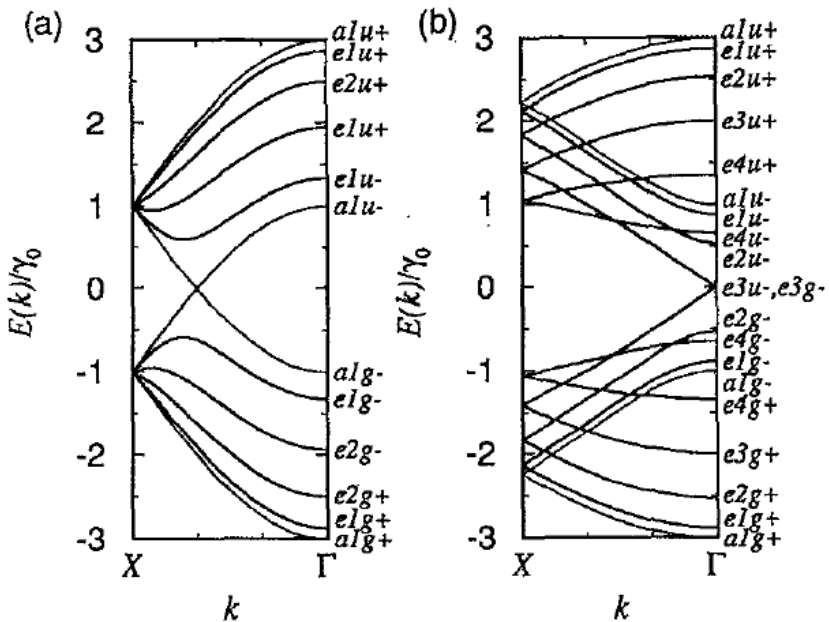 (a)
E(k)/γ0
3
2
1
0
-1
-2
-3
X
Γ
k
a1u+
e1u+
e2u+
e1u+
e1u-
a1u-
a1g-
e1g-
e2g-
e2g+
e1g+
a1g+
(b)
E(k)/γ0
3
2
1
0
-1
-2
-3
X
Γ
k
a1u+
e1u+
e2u+
e3u+
e4u+
a1u-
e1u-
e4u-
e2u-
e3u-,e3g-
e2g-
e4g-
e1g-
a1g-
e4g+
e3g+
e2g+
e1g+
a1g+